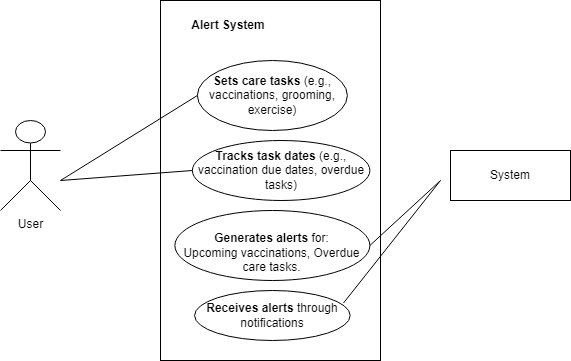 Alert System
Sets care tasks (e.g.,
vaccinations, grooming,
exercise)
Tracks task dates (e.g.,
vaccination due dates, overdue
tasks)
Generates alerts for:
Upcoming vaccinations, Overdue
care tasks.
Receives alerts through
notifications
User
System